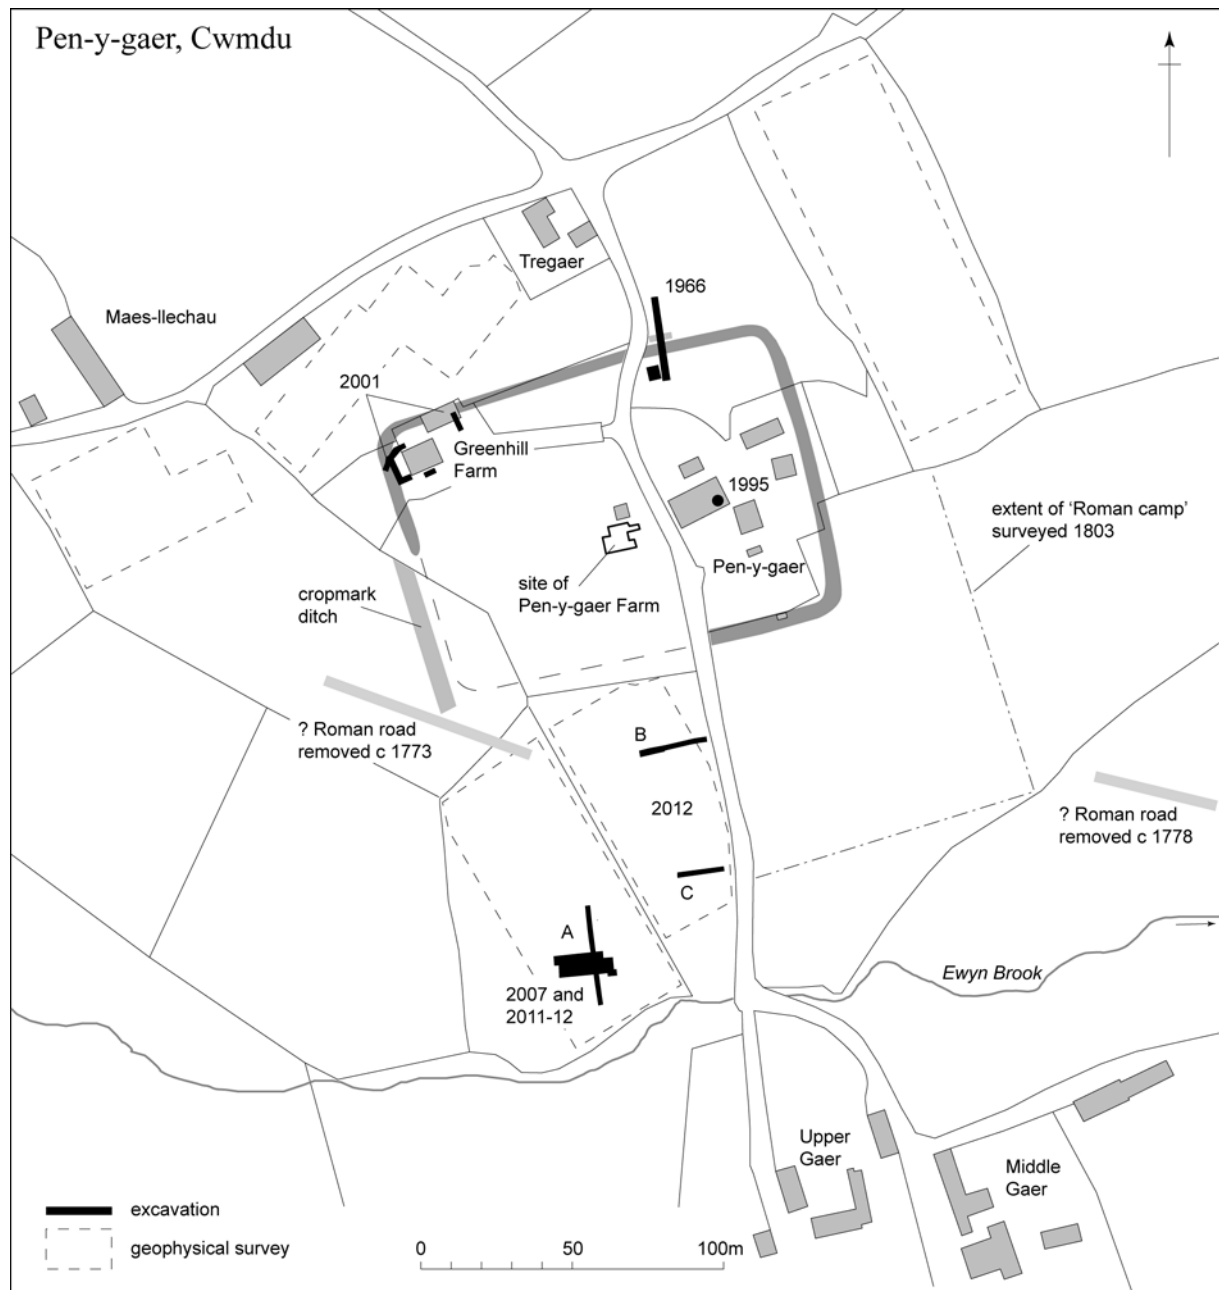 Pen-y-gaer, Cwmdu
Tregaer
1966
Maes-llechau
2001
Greenhill
Farm
1995
extent of ‘Roman camp’
surveyed 1803
Pen-y-gaer
site of
Pen-y-gaer Farm
cropmark
ditch
? Roman road
removed c 1773
B
2012
? Roman road
removed c 1778
C
A
Ewyn Brook
2007 and
2011-12
Upper
Gaer
Middle
Gaer
excavation
geophysical survey
0
50
100m